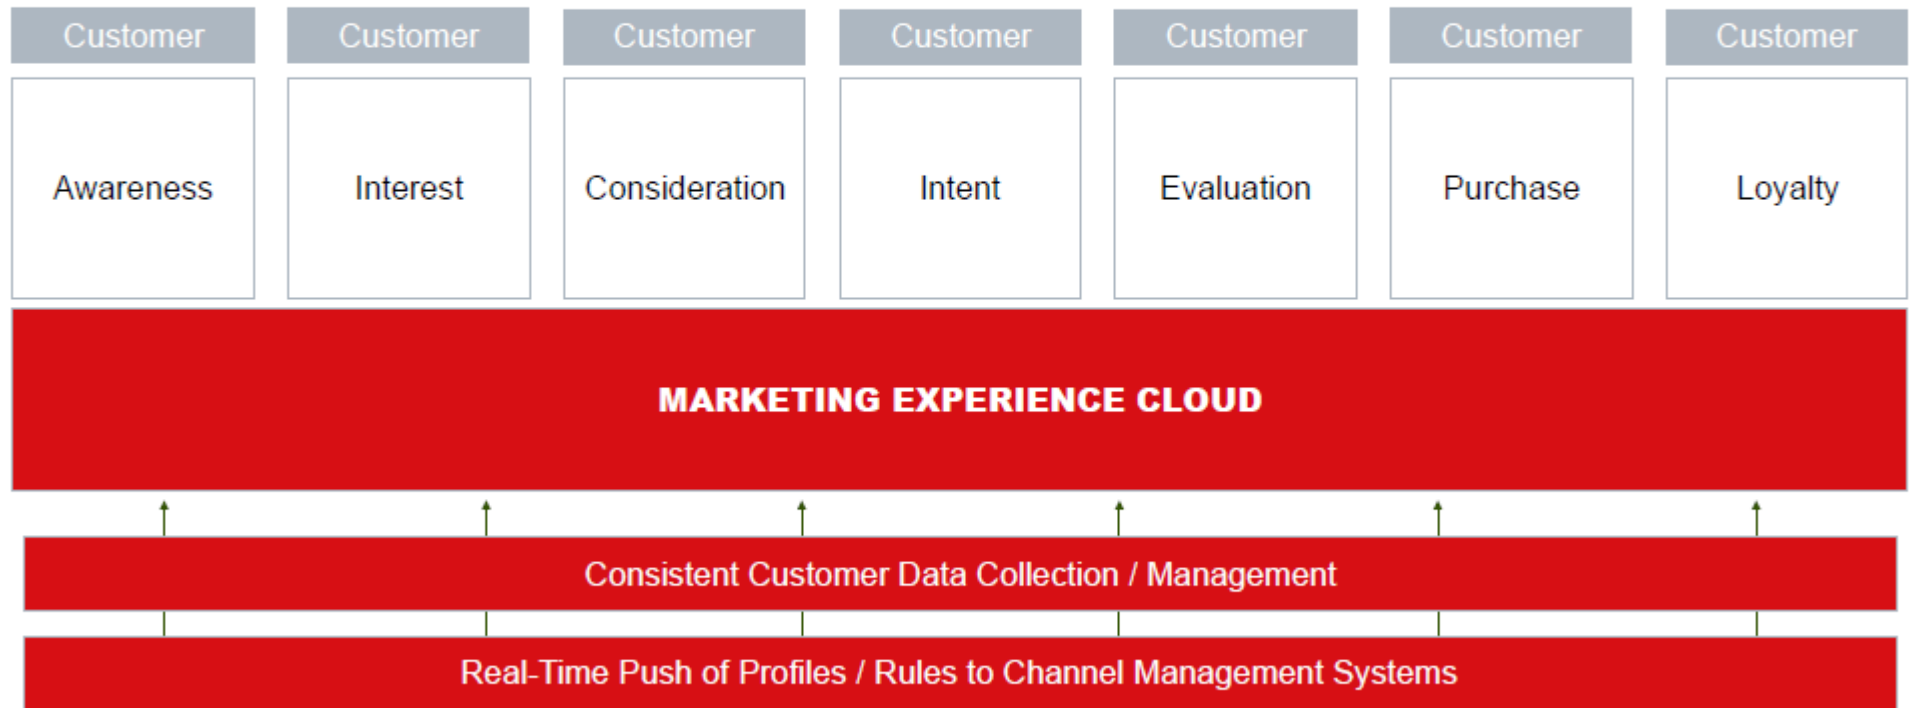 Customer
Customer
Customer
Customer
Customer
Customer
Customer
Awareness
Interest
Consideration
Intent
Evaluation
Purchase
Loyalty
MARKETING EXPERIENCE CLOUD
Consistent Customer Data Collection / Management
Real-Time Push of Profiles / Rules to Channel Management Systems